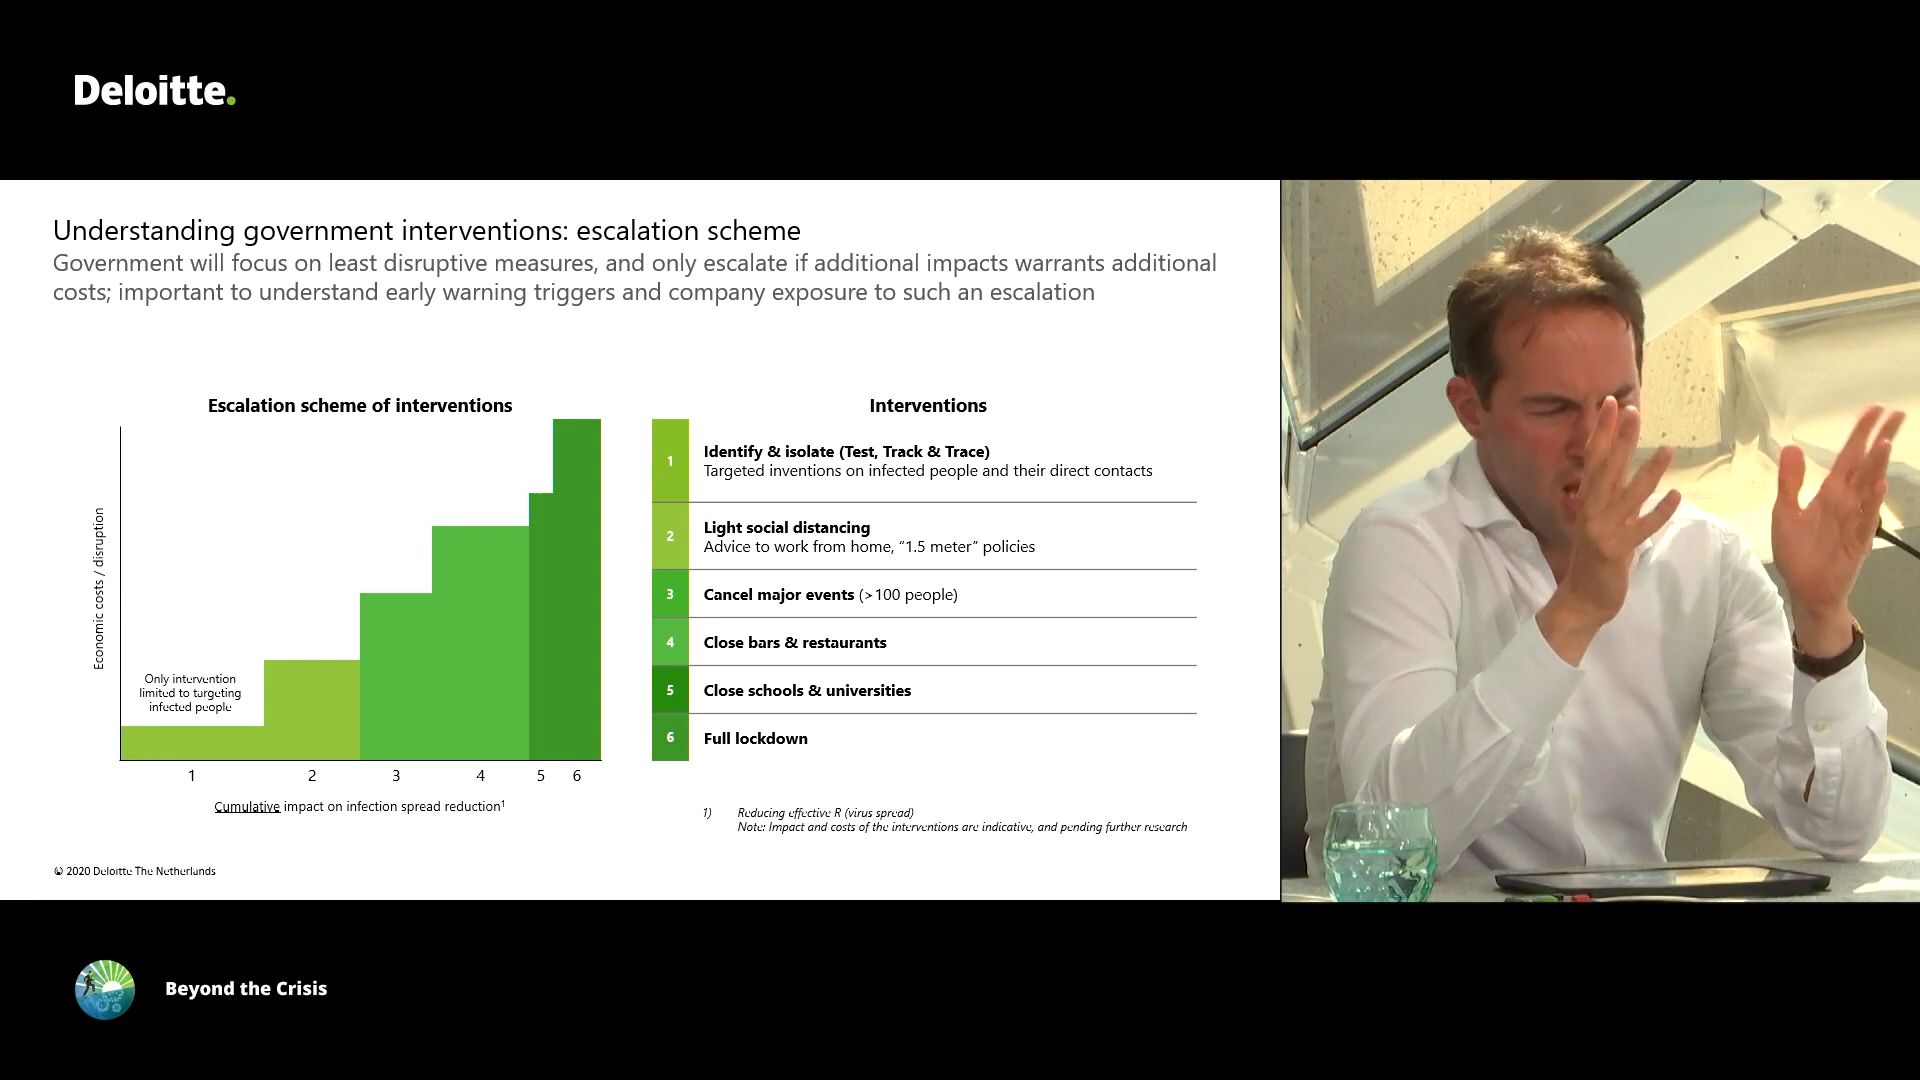 Deloitte.
Understanding government interventions: escalation scheme
Government will focus on least disruptive measures, and only escalate if additional impacts warrants additional
costs; important to understand early warning triggers and company exposure to such an escalation
Escalation scheme of interventions
Economic costs / disruption
Only intervention
limited to targeting
infected people
1 2 3 4 5 6
Cumulative impact on infection spread reduction¹
Interventions
1
Identify & isolate (Test, Track & Trace)
Targeted inventions on infected people and their direct contacts
2
Light social distancing
Advice to work from home, “1.5 meter” policies
3
Cancel major events (>100 people)
4
Close bars & restaurants
5
Close schools & universities
6
Full lockdown
1) Reducing effective R (virus spread)
Note: Impact and costs of the interventions are indicative, and pending further research
© 2020 Deloitte The Netherlands
Beyond the Crisis